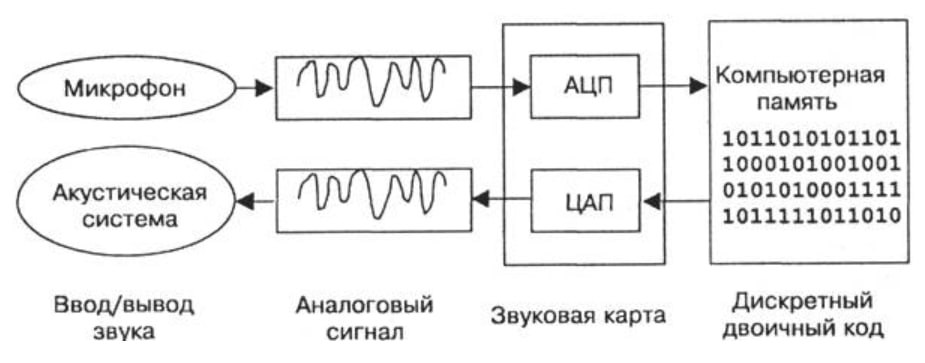 Микрофон
АЦП
Компьютерная
память
1011010101101
1000101001001
0101010001111
1011111011010
Акустическая
система
ЦАП
Ввод/вывод
звука
Аналоговый
сигнал
Звуковая карта
Дискретный
двоичный код